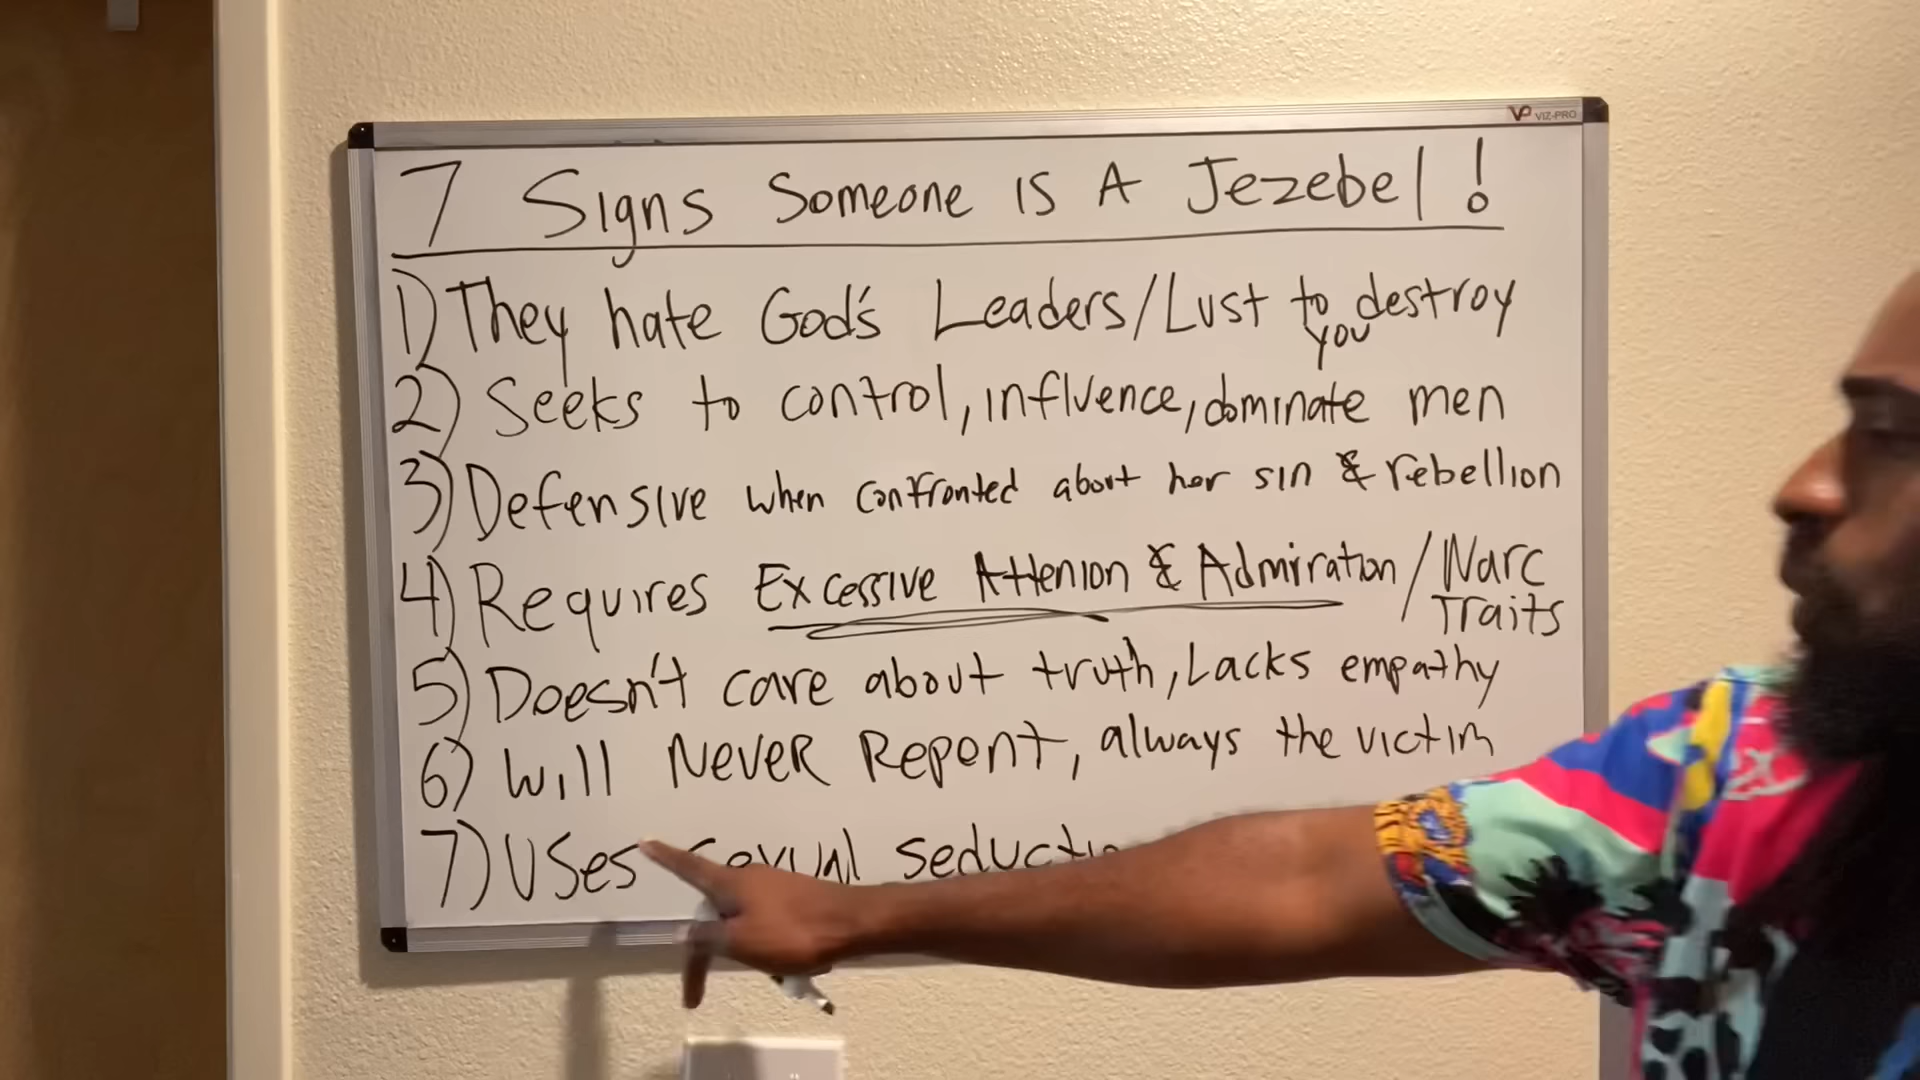 VP VIZ-PRO
7 Signs Someone Is A Jezebel!
1) They hate God's Leaders/Lust to destroy
you
2) Seeks to control, influence, dominate men
3) Defensive when confronted about her sin & rebellion
4) Requires Excessive Attenion & Admiration / Narc
Traits
5) Doesn't care about truth, Lacks empathy
6) Will NEVER Repent, always the victim
7) Uses sexual